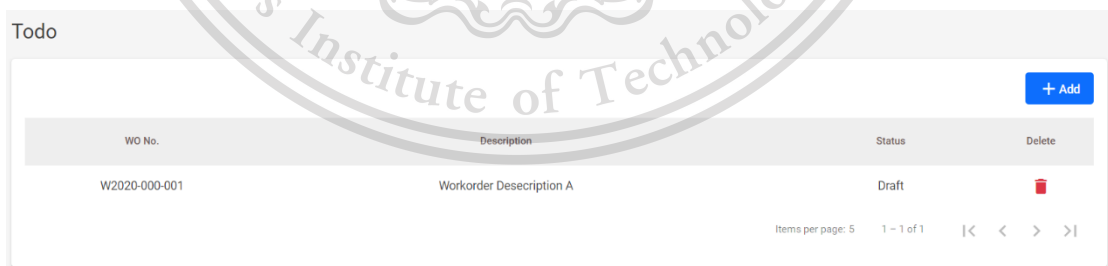 s Institute of Technolo
Todo
+ Add
WO No. Description Status Delete
W2020-000-001 Workorder Desecription A Draft
Items per page: 5 1 – 1 of 1